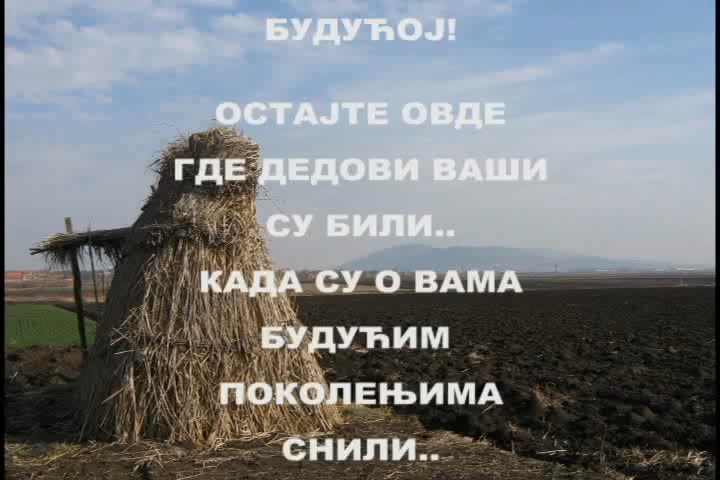 БУДУЋОЈ!
ОСТАЈТЕ ОВДЕ
ГДЕ ДЕДОВИ ВАШИ
СУ БИЛИ..
КАДА СУ О ВАМА
БУДУЋИМ
ПОКОЛЕЊИМА
СНИЛИ..